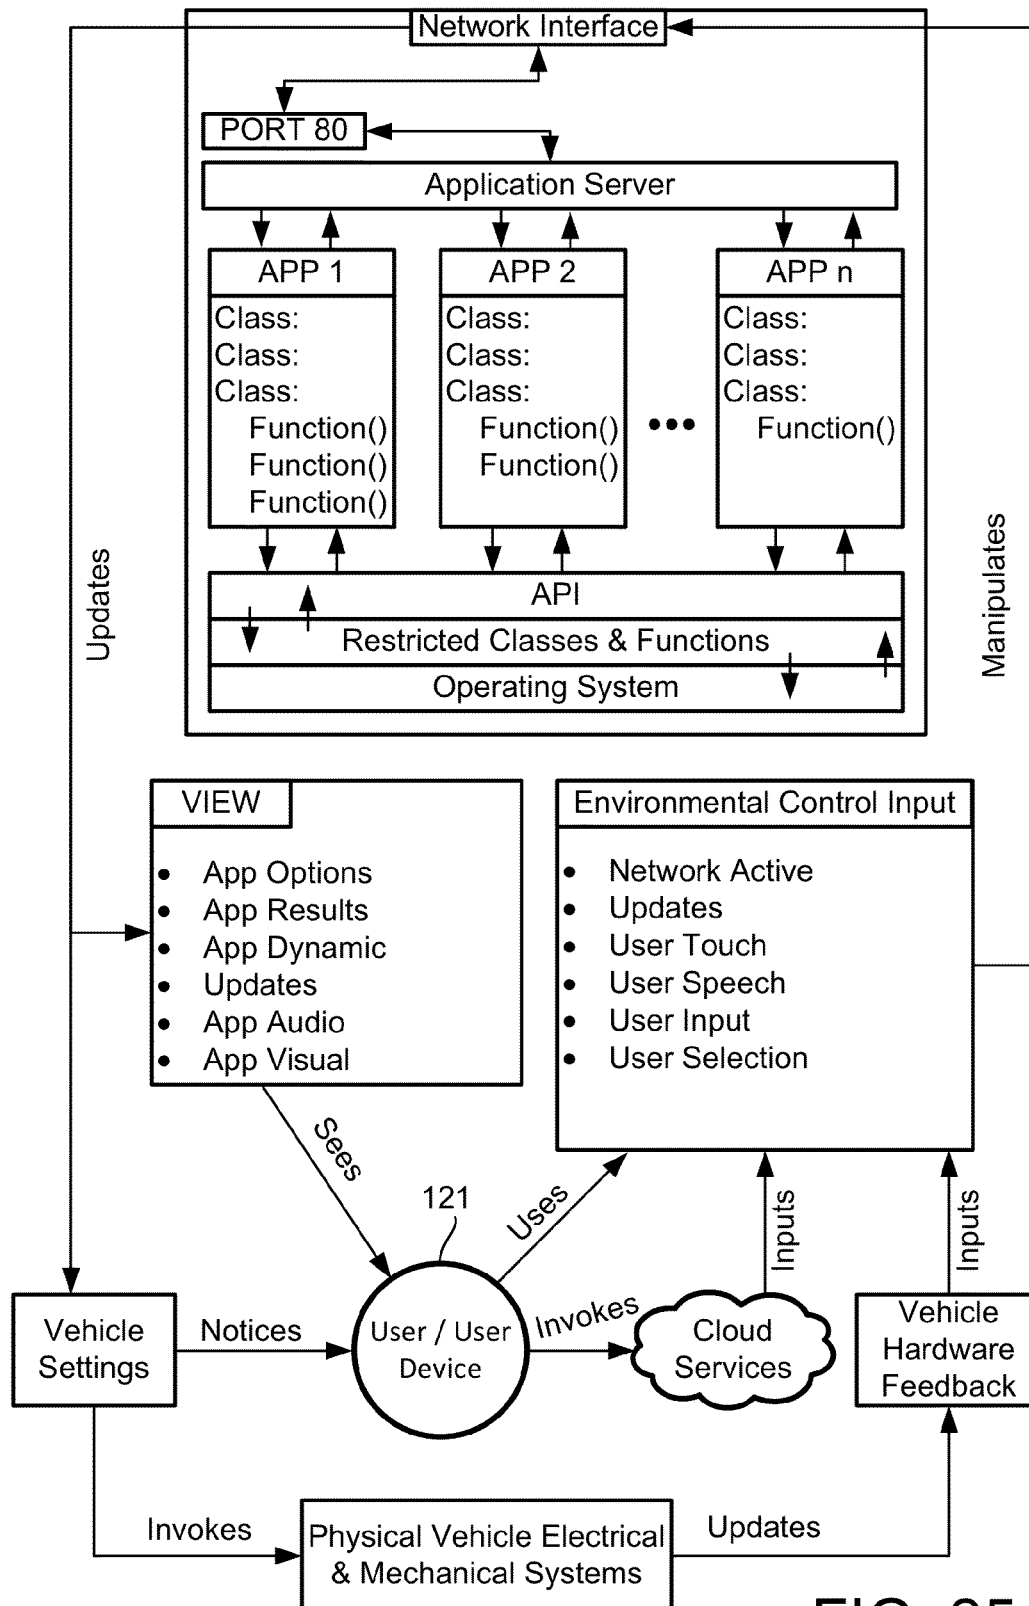 Network Interface
PORT 80
Application Server
APP 1
Class:
Class:
Class:
Function()
Function()
Function()
APP 2
Class:
Class:
Class:
Function()
Function()
•••
APP n
Class:
Class:
Class:
Function()
API
Restricted Classes & Functions
Operating System
Updates
Manipulates
VIEW
• App Options
• App Results
• App Dynamic
• Updates
• App Audio
• App Visual
Environmental Control Input
• Network Active
• Updates
• User Touch
• User Speech
• User Input
• User Selection
Sees
121
Uses
Inputs
Inputs
Vehicle
Settings
Notices
User / User
Device
Invokes
Cloud
Services
Vehicle
Hardware
Feedback
Invokes
Physical Vehicle Electrical
& Mechanical Systems
Updates